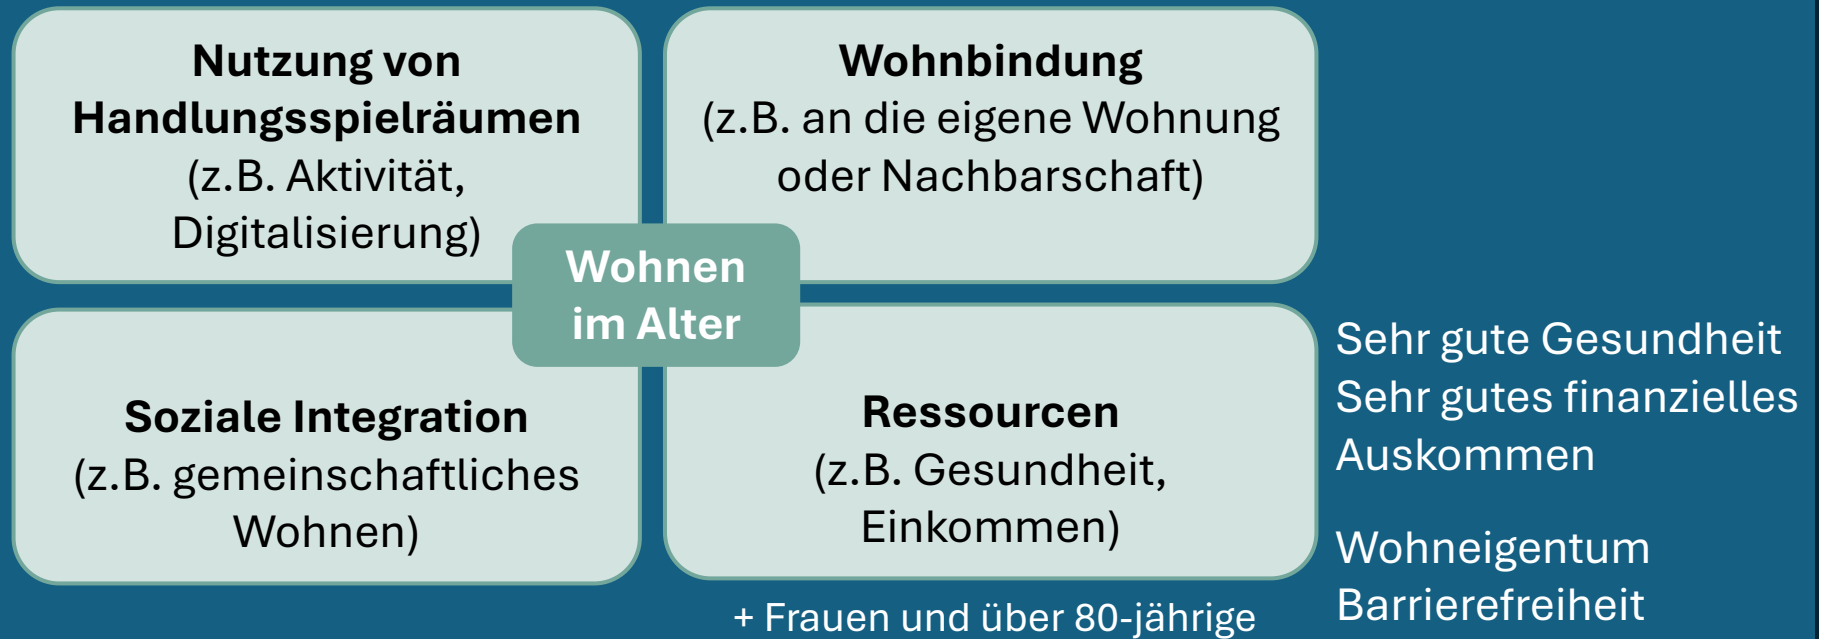 Nutzung von
Handlungsspielräumen
(z.B. Aktivität,
Digitalisierung)
Wohnbindung
(z.B. an die eigene Wohnung
oder Nachbarschaft)
Wohnen
im Alter
Soziale Integration
(z.B. gemeinschaftliches
Wohnen)
Ressourcen
(z.B. Gesundheit,
Einkommen)
Sehr gute Gesundheit
Sehr gutes finanzielles
Auskommen
Wohneigentum
Barrierefreiheit
+ Frauen und über 80-jährige